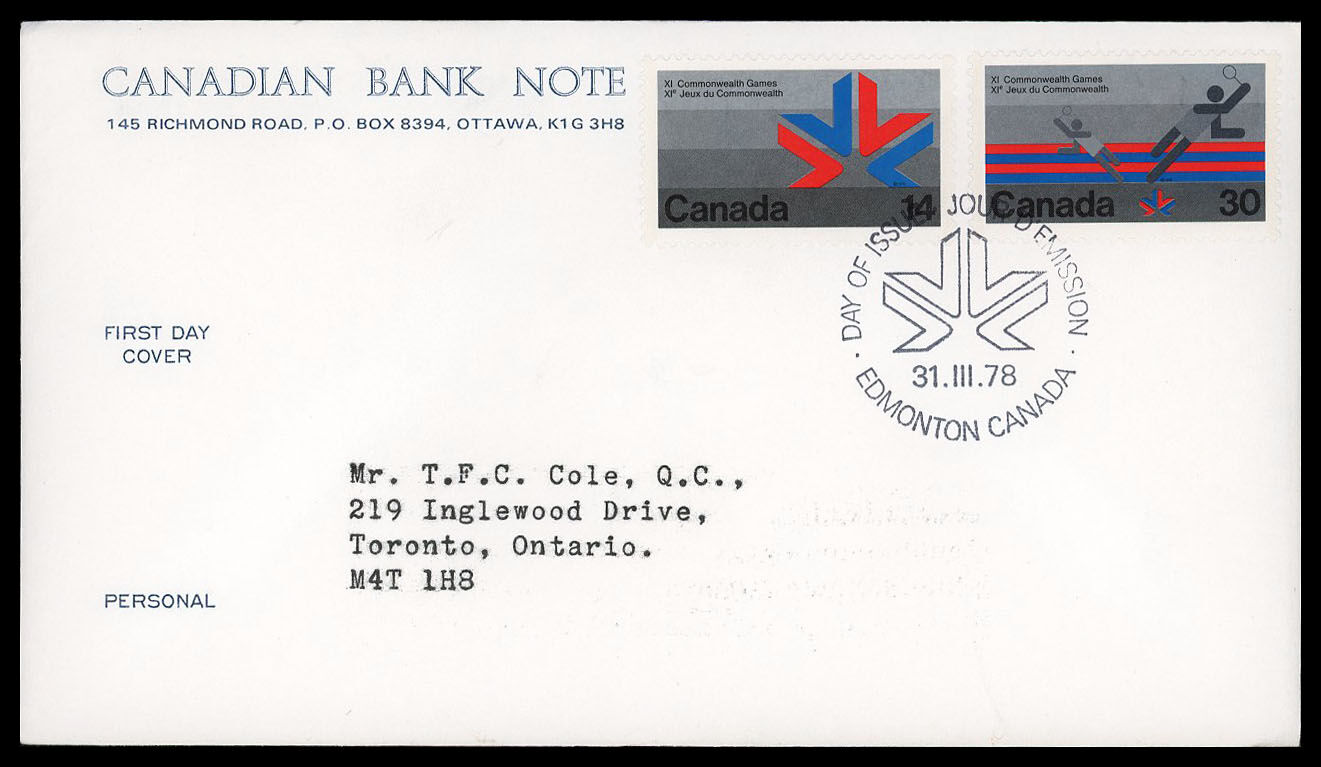 CANADIAN BANK NOTE
145 RICHMOND ROAD, P.O. BOX 8394, OTTAWA, K1G 3H8
XI Commonwealth Games
XIe Jeux du Commonwealth
Canada 14
XI Commonwealth Games
XIe Jeux du Commonwealth
Canada 30
· DAY OF ISSUE JOUR D'ÉMISSION ·
31.III.78
EDMONTON CANADA
FIRST DAY
COVER
Mr. T.F.C. Cole, Q.C.,
219 Inglewood Drive,
Toronto, Ontario.
M4T 1H8
PERSONAL